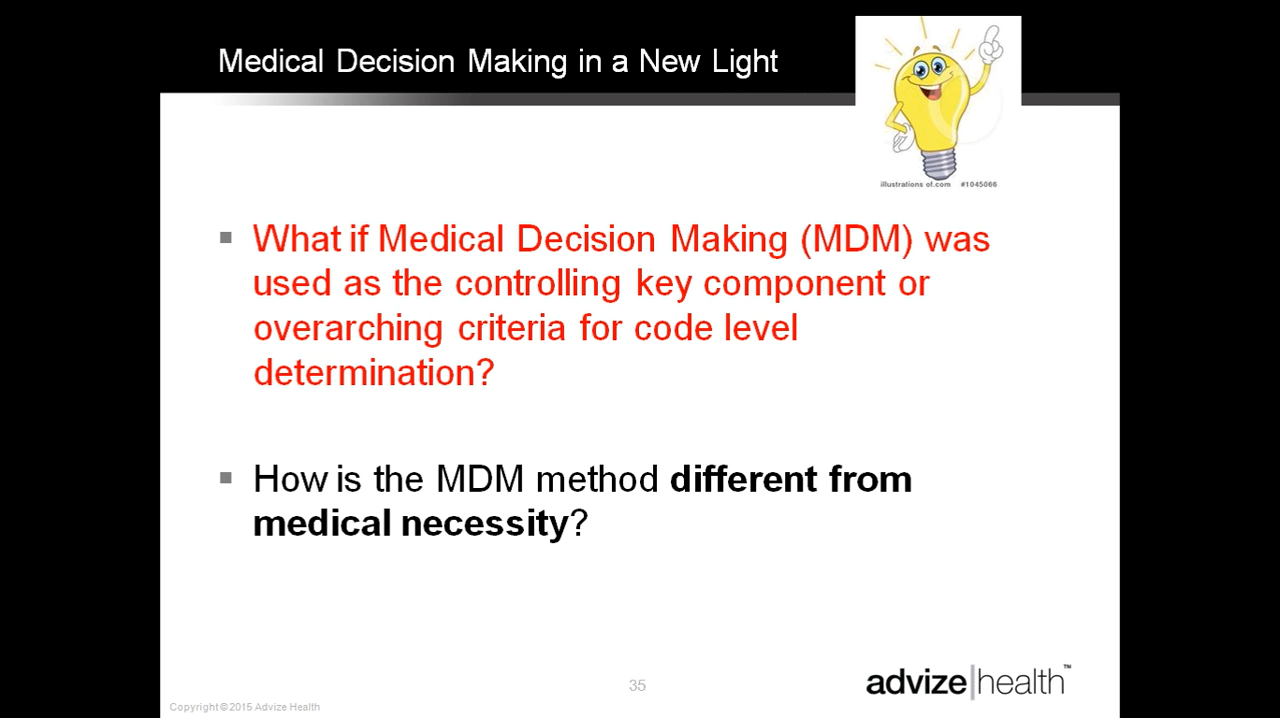 Medical Decision Making in a New Light
illustrations of.com #1045066
What if Medical Decision Making (MDM) was
used as the controlling key component or
overarching criteria for code level
determination?
How is the MDM method different from
medical necessity?
35
advize|health™
Copyright©2015 Advize Health